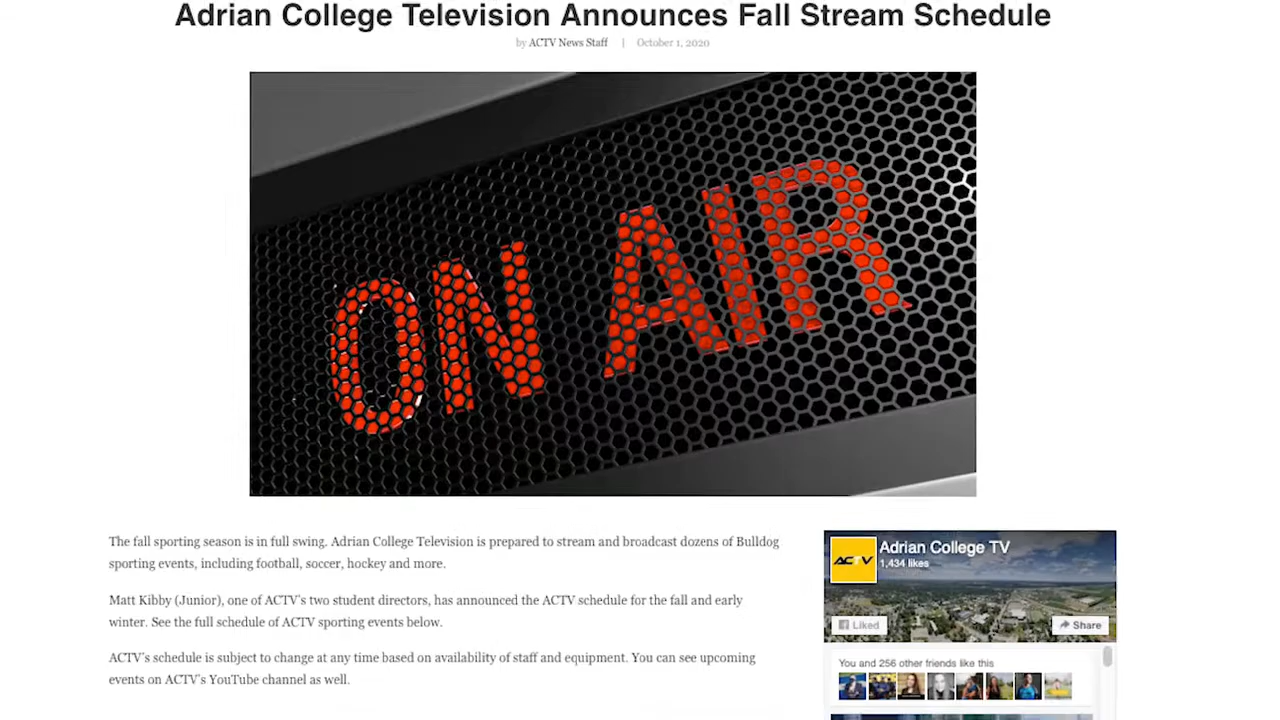 Adrian College Television Announces Fall Stream Schedule
by ACTV News Staff | October 1, 2020
ON AIR
The fall sporting season is in full swing. Adrian College Television is prepared to stream and broadcast dozens of Bulldog
sporting events, including football, soccer, hockey and more.
Matt Kibby (Junior), one of ACTV's two student directors, has announced the ACTV schedule for the fall and early
winter. See the full schedule of ACTV sporting events below.
ACTV's schedule is subject to change at any time based on availability of staff and equipment. You can see upcoming
events on ACTV's YouTube channel as well.
ACTV
Adrian College TV
1,434 likes
Liked
Share
You and 256 other friends like this